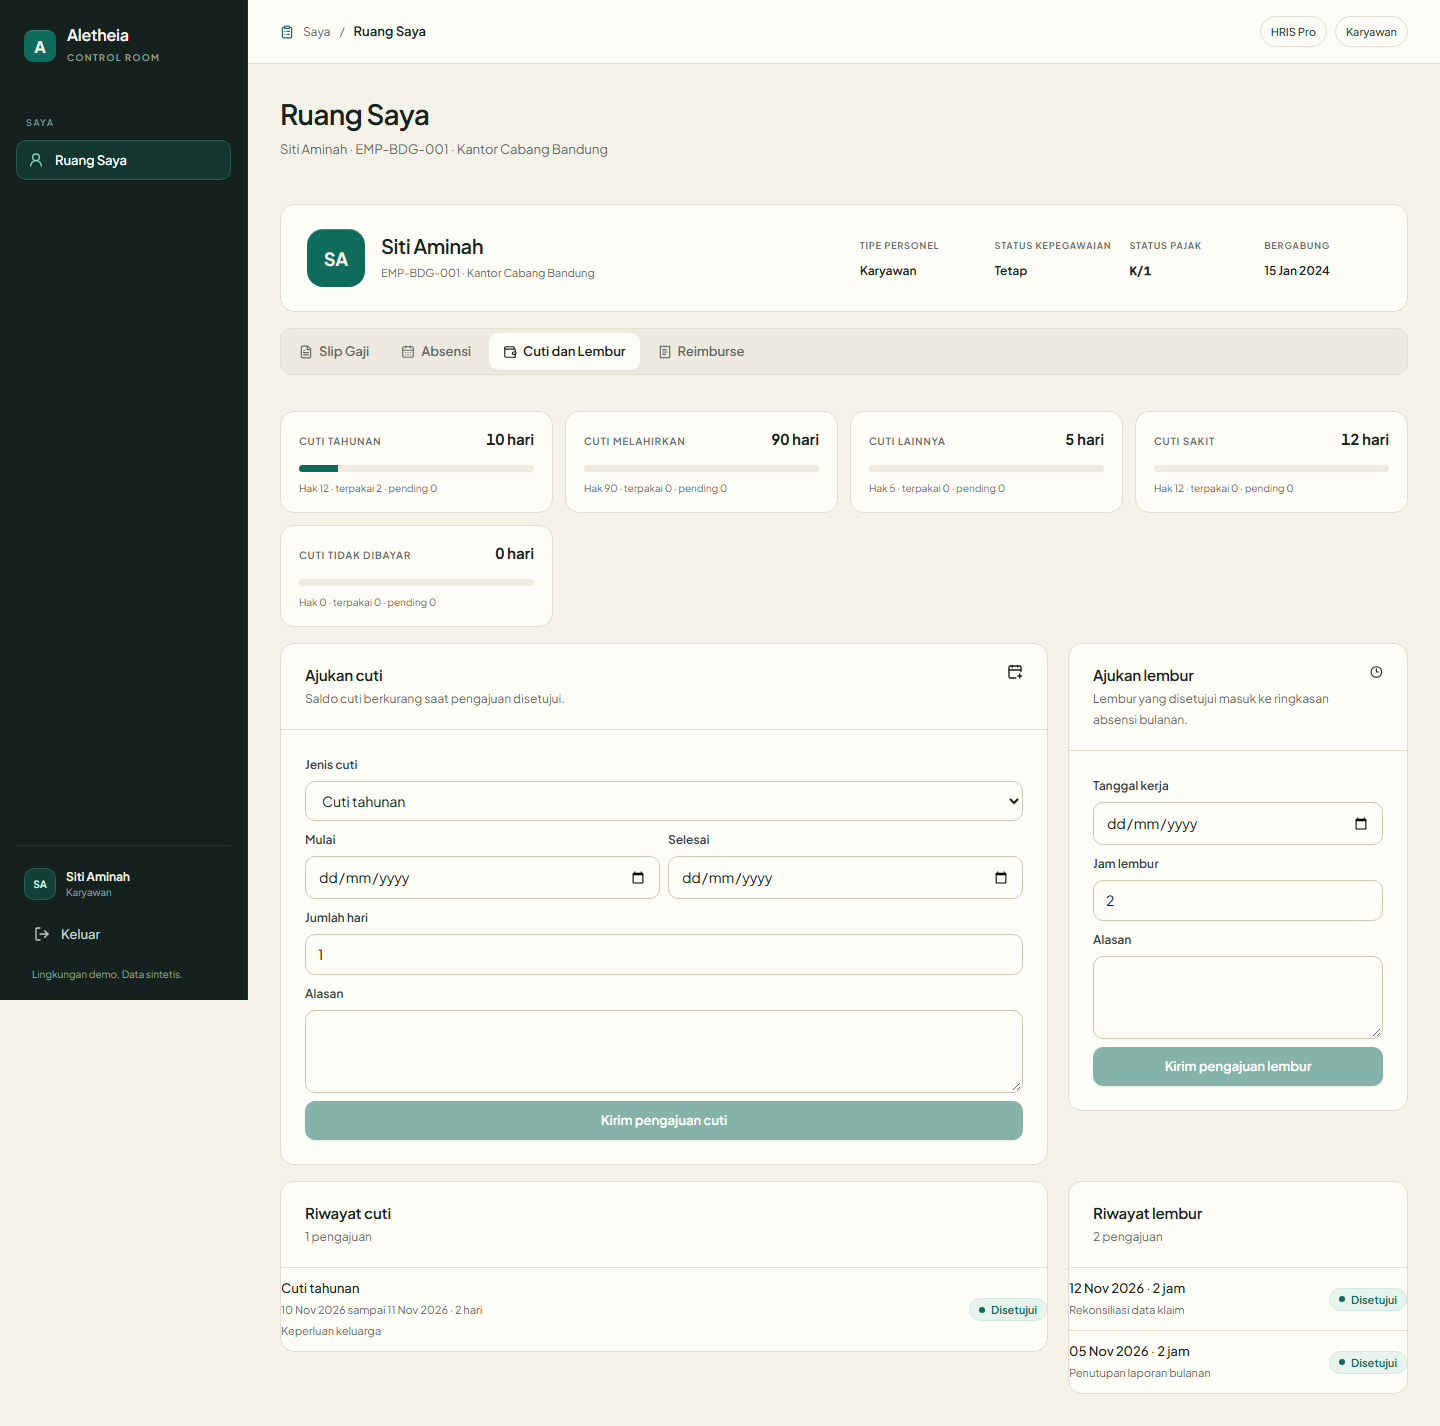 A
Aletheia
CONTROL ROOM
SAYA
Ruang Saya
SA
Siti Aminah
Karyawan
Keluar
Lingkungan demo. Data sintetis.
Saya / Ruang Saya
HRIS Pro
Karyawan
Ruang Saya
Siti Aminah · EMP-BDG-001 · Kantor Cabang Bandung
SA
Siti Aminah
EMP-BDG-001 · Kantor Cabang Bandung
TIPE PERSONEL
Karyawan
STATUS KEPEGAWAIAN
Tetap
STATUS PAJAK
K/1
BERGABUNG
15 Jan 2024
Slip Gaji
Absensi
Cuti dan Lembur
Reimburse
CUTI TAHUNAN
10 hari
Hak 12 · terpakai 2 · pending 0
CUTI MELAHIRKAN
90 hari
Hak 90 · terpakai 0 · pending 0
CUTI LAINNYA
5 hari
Hak 5 · terpakai 0 · pending 0
CUTI SAKIT
12 hari
Hak 12 · terpakai 0 · pending 0
CUTI TIDAK DIBAYAR
0 hari
Hak 0 · terpakai 0 · pending 0
Ajukan cuti
Saldo cuti berkurang saat pengajuan disetujui.
Jenis cuti
Cuti tahunan
Mulai
dd/mm/yyyy
Selesai
dd/mm/yyyy
Jumlah hari
1
Alasan
Kirim pengajuan cuti
Ajukan lembur
Lembur yang disetujui masuk ke ringkasan
absensi bulanan.
Tanggal kerja
dd/mm/yyyy
Jam lembur
2
Alasan
Kirim pengajuan lembur
Riwayat cuti
1 pengajuan
Cuti tahunan
10 Nov 2026 sampai 11 Nov 2026 · 2 hari
Keperluan keluarga
Disetujui
Riwayat lembur
2 pengajuan
12 Nov 2026 · 2 jam
Rekonsiliasi data klaim
Disetujui
05 Nov 2026 · 2 jam
Penutupan laporan bulanan
Disetujui